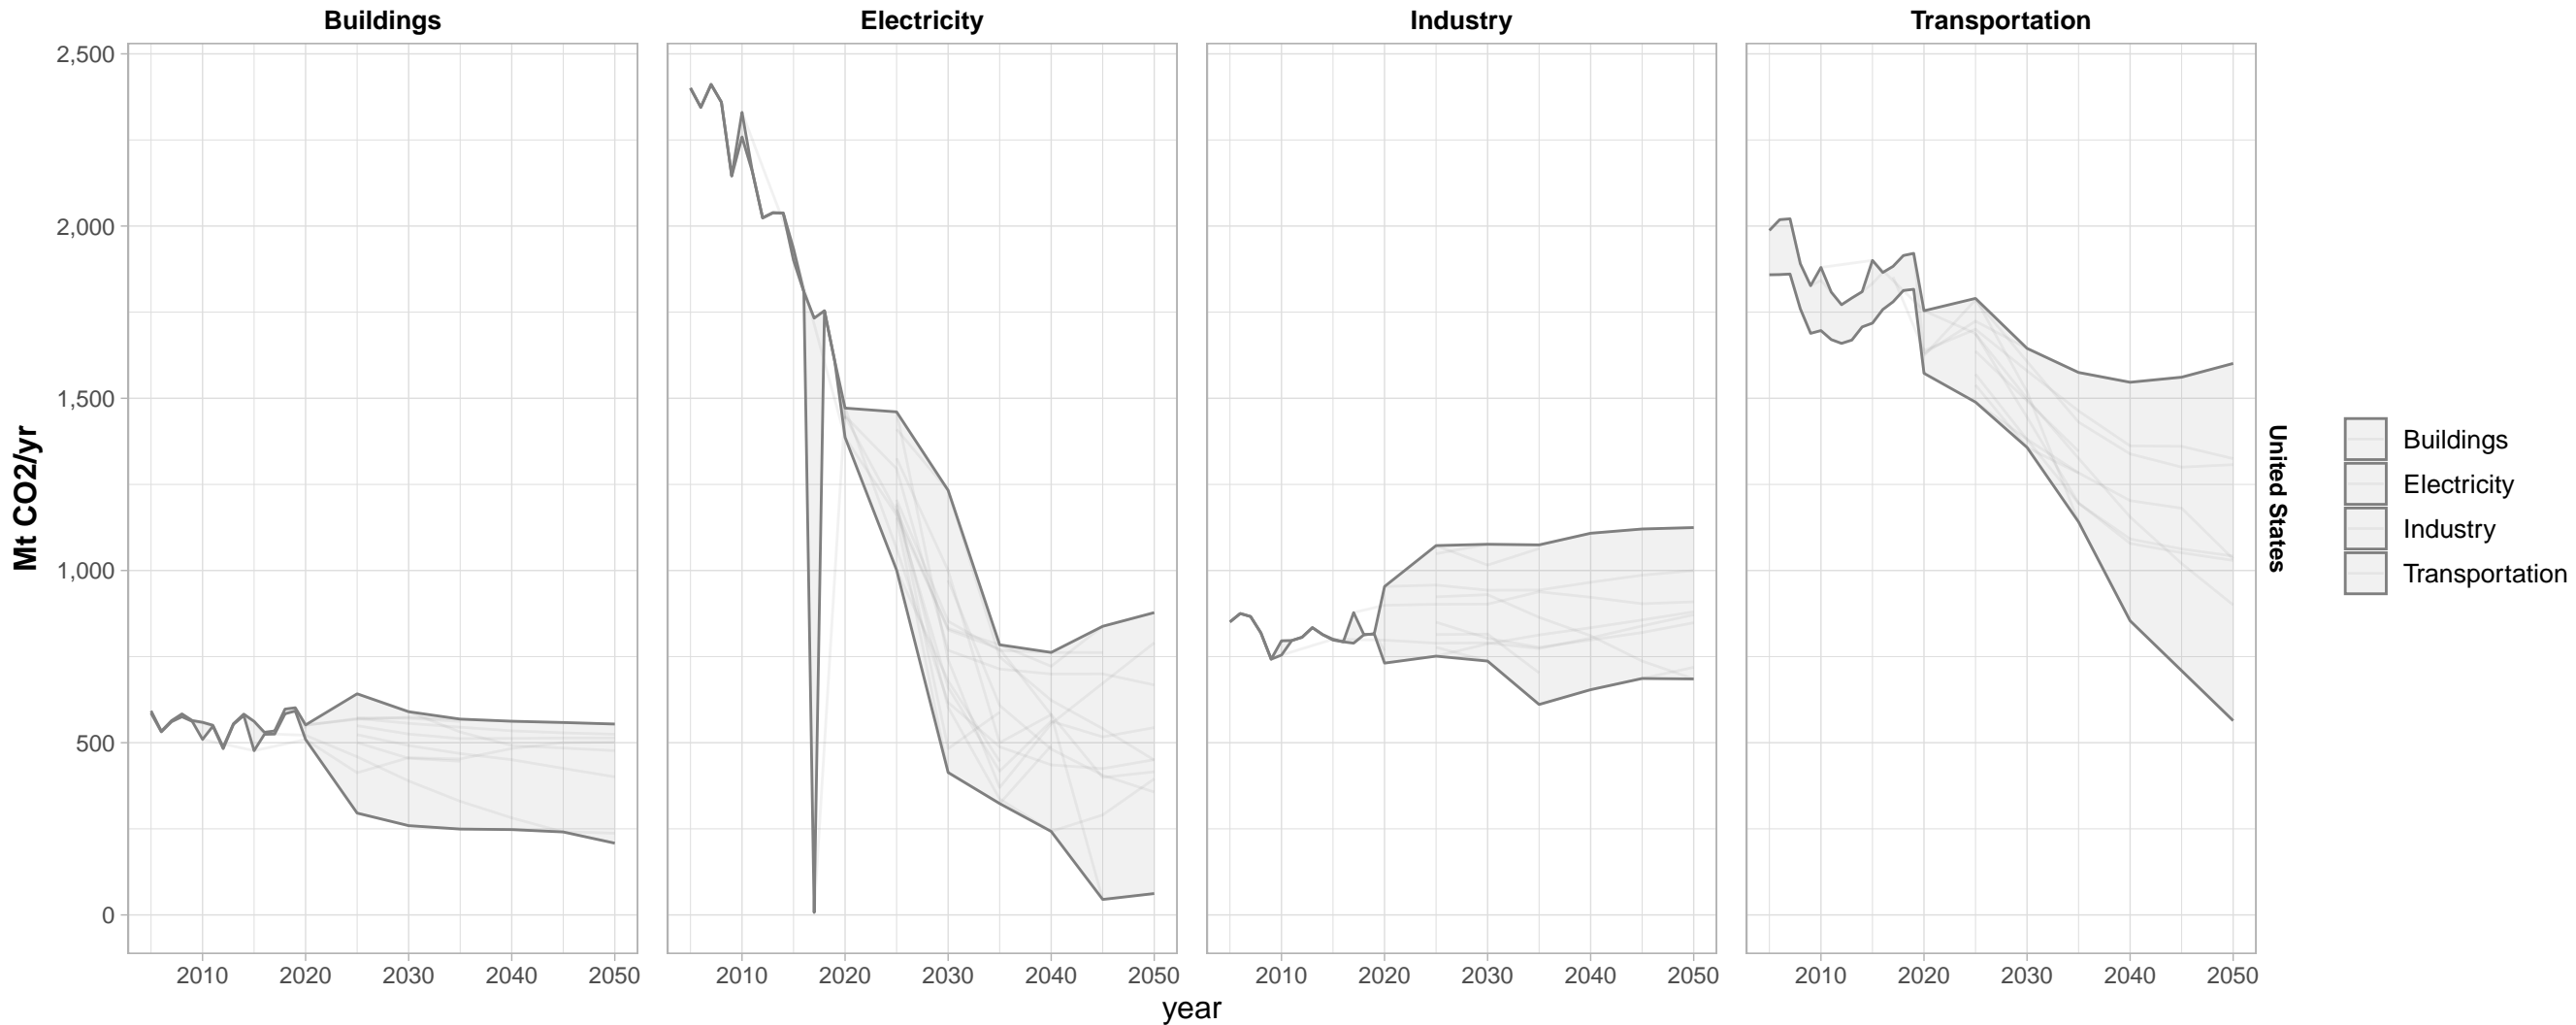 Buildings Electricity Industry Transportation
2,500
2,000
1,500
1,000
500
0
Mt CO2/yr
2010 2020 2030 2040 2050 2010 2020 2030 2040 2050 2010 2020 2030 2040 2050 2010 2020 2030 2040 2050
year
United States
Buildings
Electricity
Industry
Transportation